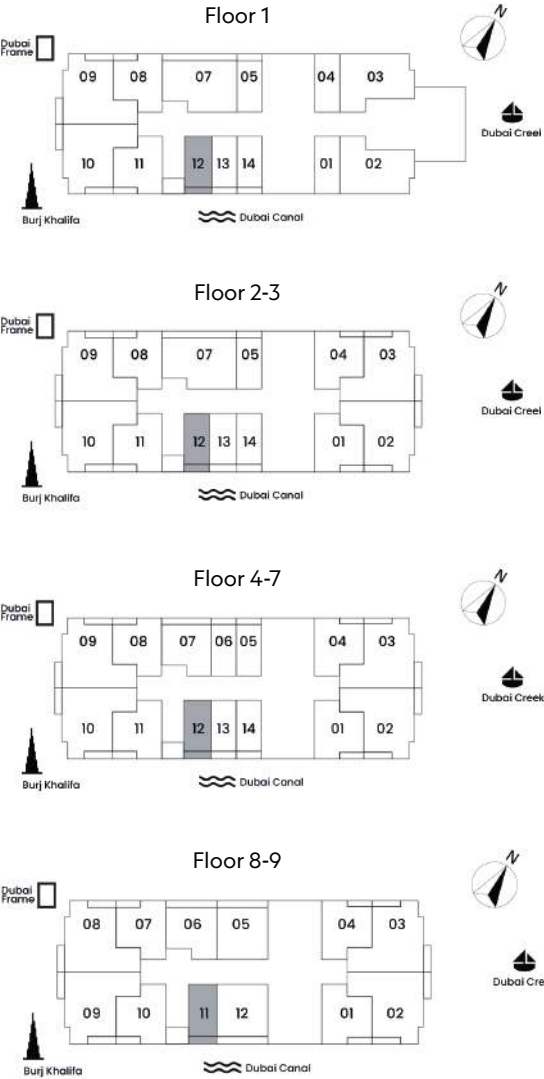 Floor 1
N
Dubai
Frame
09 08 07 05 04 03
Dubai Creel
10 11 12 13 14 01 02
Burj Khalifa
Dubai Canal
Floor 2-3
N
Dubai
Frame
09 08 07 05 04 03
Dubai Creel
10 11 12 13 14 01 02
Burj Khalifa
Dubai Canal
Floor 4-7
N
Dubai
Frame
09 08 07 06 05 04 03
Dubai Creek
10 11 12 13 14 01 02
Burj Khalifa
Dubai Canal
Floor 8-9
N
Dubai
Frame
08 07 06 05 04 03
Dubai Cre
09 10 11 12 01 02
Burj Khalifa
Dubai Canal